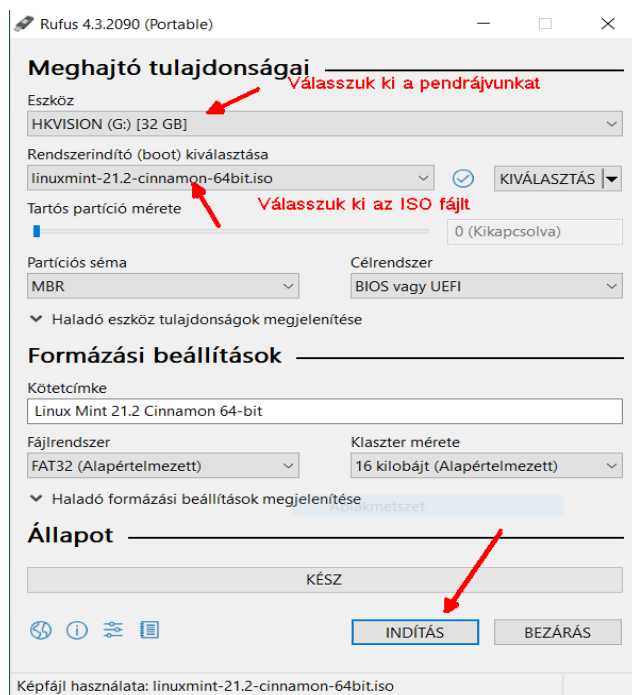 Rufus 4.3.2090 (Portable)
Meghajtó tulajdonságai
Válasszuk ki a pendrájvunkat
Eszköz
HKVISION (G:) [32 GB]
Rendszerindító (boot) kiválasztása
linuxmint-21.2-cinnamon-64bit.iso
KIVÁLASZTÁS
Válasszuk ki az ISO fájlt
Tartós partíció mérete
0 (Kikapcsolva)
Partíciós séma
Célrendszer
MBR
BIOS vagy UEFI
Haladó eszköz tulajdonságok megjelenítése
Formázási beállítások
Kötetcímke
Linux Mint 21.2 Cinnamon 64-bit
Fájlrendszer
Klaszter mérete
FAT32 (Alapértelmezett)
16 kilobájt (Alapértelmezett)
Haladó formázási beállítások megjelenítése
Ablakmetszet
Állapot
KÉSZ
INDÍTÁS
BEZÁRÁS
Képfájl használata: linuxmint-21.2-cinnamon-64bit.iso